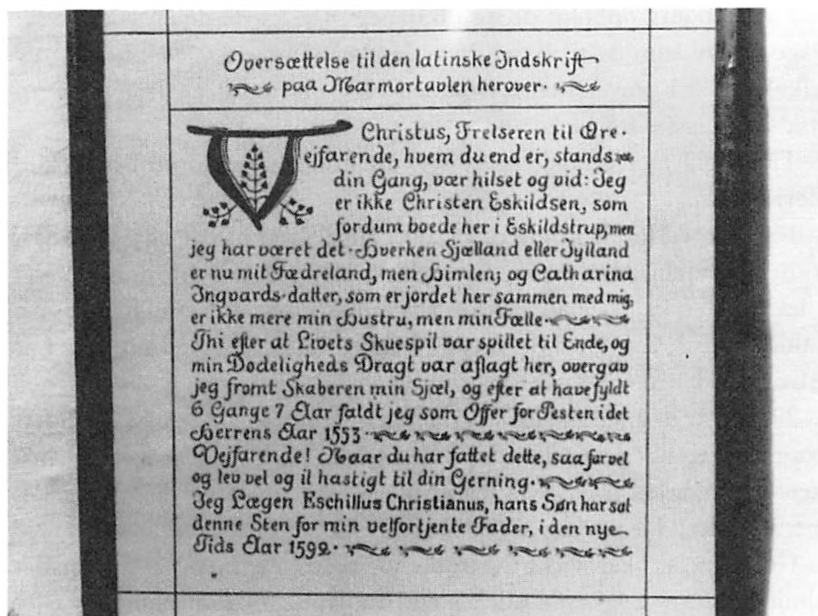 Oversættelse til den latinske Indskrift
paa Marmortavlen herover.
Christus, Frelseren til Ære.
Vejfarende, hvem du end er, stands
din Gang, vær hilset og vid: Jeg
er ikke Christen Eskildsen, som
fordum boede her i Eskildstrup, men
jeg har været det. Hverken Sjælland eller Jylland
er nu mit Fædreland, men Himlen; og Catharina
Ingvards-datter, som er jordet her sammen med mig,
er ikke mere min Hustru, men min Fælle.
Thi efter at Livets Skuespil var spillet til Ende, og
min Dødeligheds Dragt var aflagt her, overgav
jeg fromt Skaberen min Sjæl, og efter at have fyldt
6 Gange 7 Aar faldt jeg som Offer for Pesten i det
Herrens Aar 1553.
Vejfarende! Naar du har fattet dette, saa farvel
og lev vel og il hastigt til din Gerning.
Jeg Lægen Eschillus Christianus, hans Søn har sat
denne Sten for min velfortjente Fader, i den nye
Tids Aar 1592.